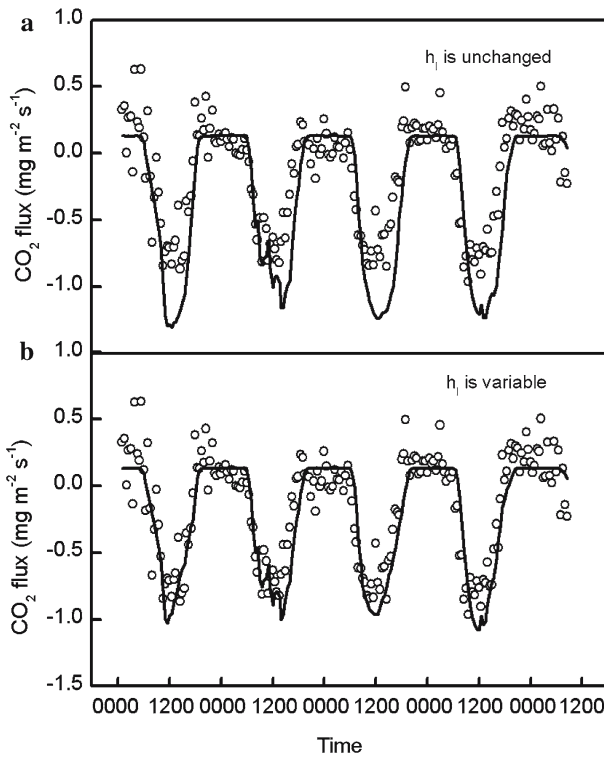 a
1.0
h_l is unchanged
0.5
0.0
-0.5
-1.0
CO₂ flux (mg m⁻² s⁻¹)
b
1.0
h_l is variable
0.5
0.0
-0.5
-1.0
-1.5
CO₂ flux (mg m⁻² s⁻¹)
0000 1200 0000 1200 0000 1200 0000 1200 0000 1200
Time